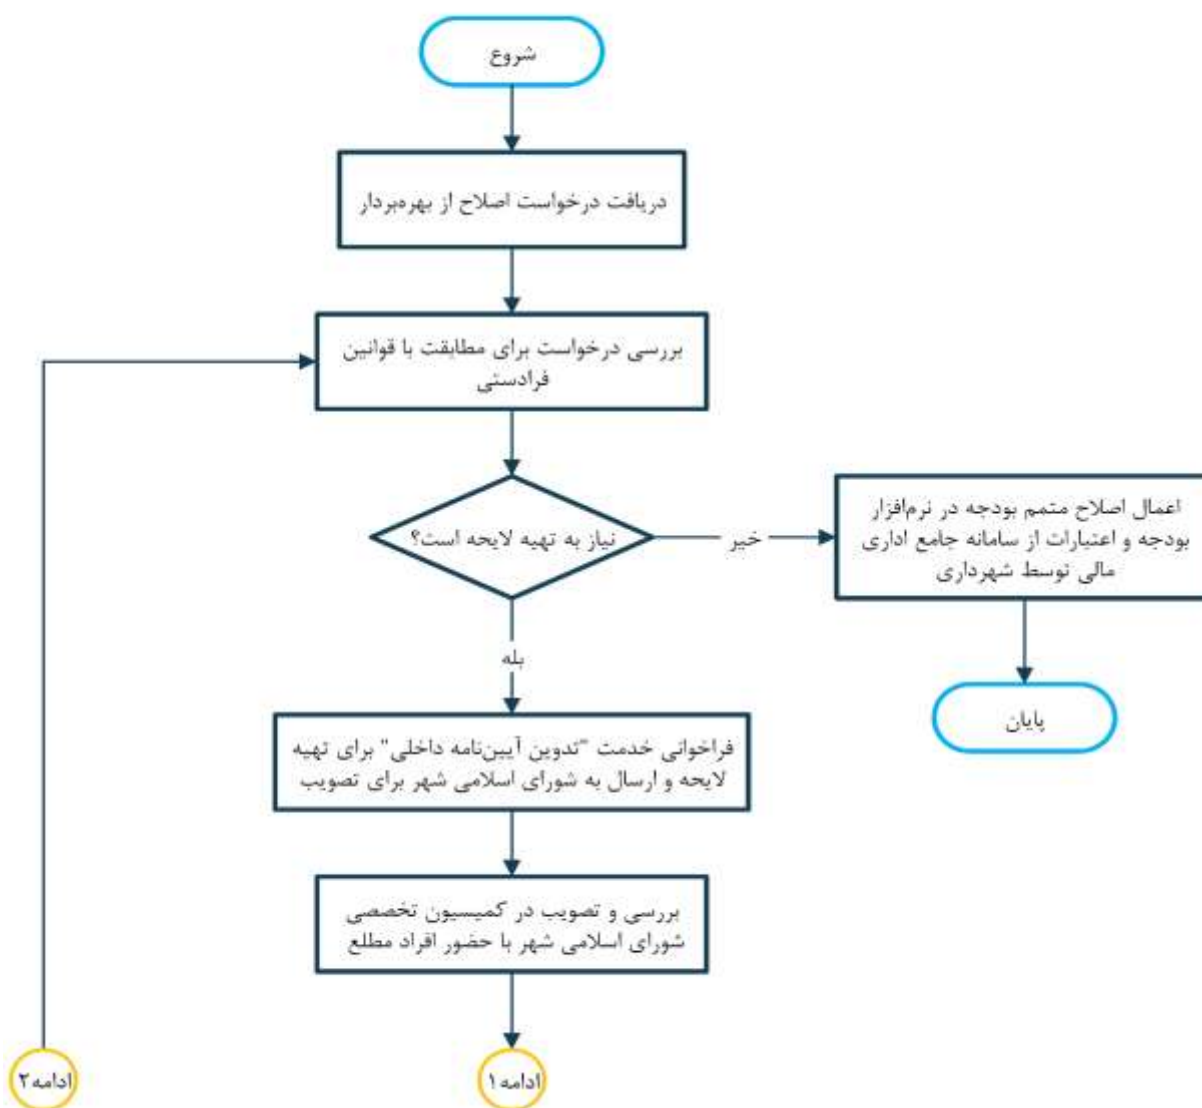 شروع
دریافت درخواست اصلاح از بهره‌بردار
بررسی درخواست برای مطابقت با قوانین
فرادستی
نیاز به تهیه لایحه است؟
خیر
اعمال اصلاح متمم بودجه در نرم‌افزار
بودجه و اعتبارات از سامانه جامع اداری
مالی توسط شهرداری
پایان
بله
فراخوانی خدمت "تدوین آیین‌نامه داخلی" برای تهیه
لایحه و ارسال به شورای اسلامی شهر برای تصویب
بررسی و تصویب در کمیسیون تخصصی
شورای اسلامی شهر با حضور افراد مطلع
ادامه۱
ادامه۲